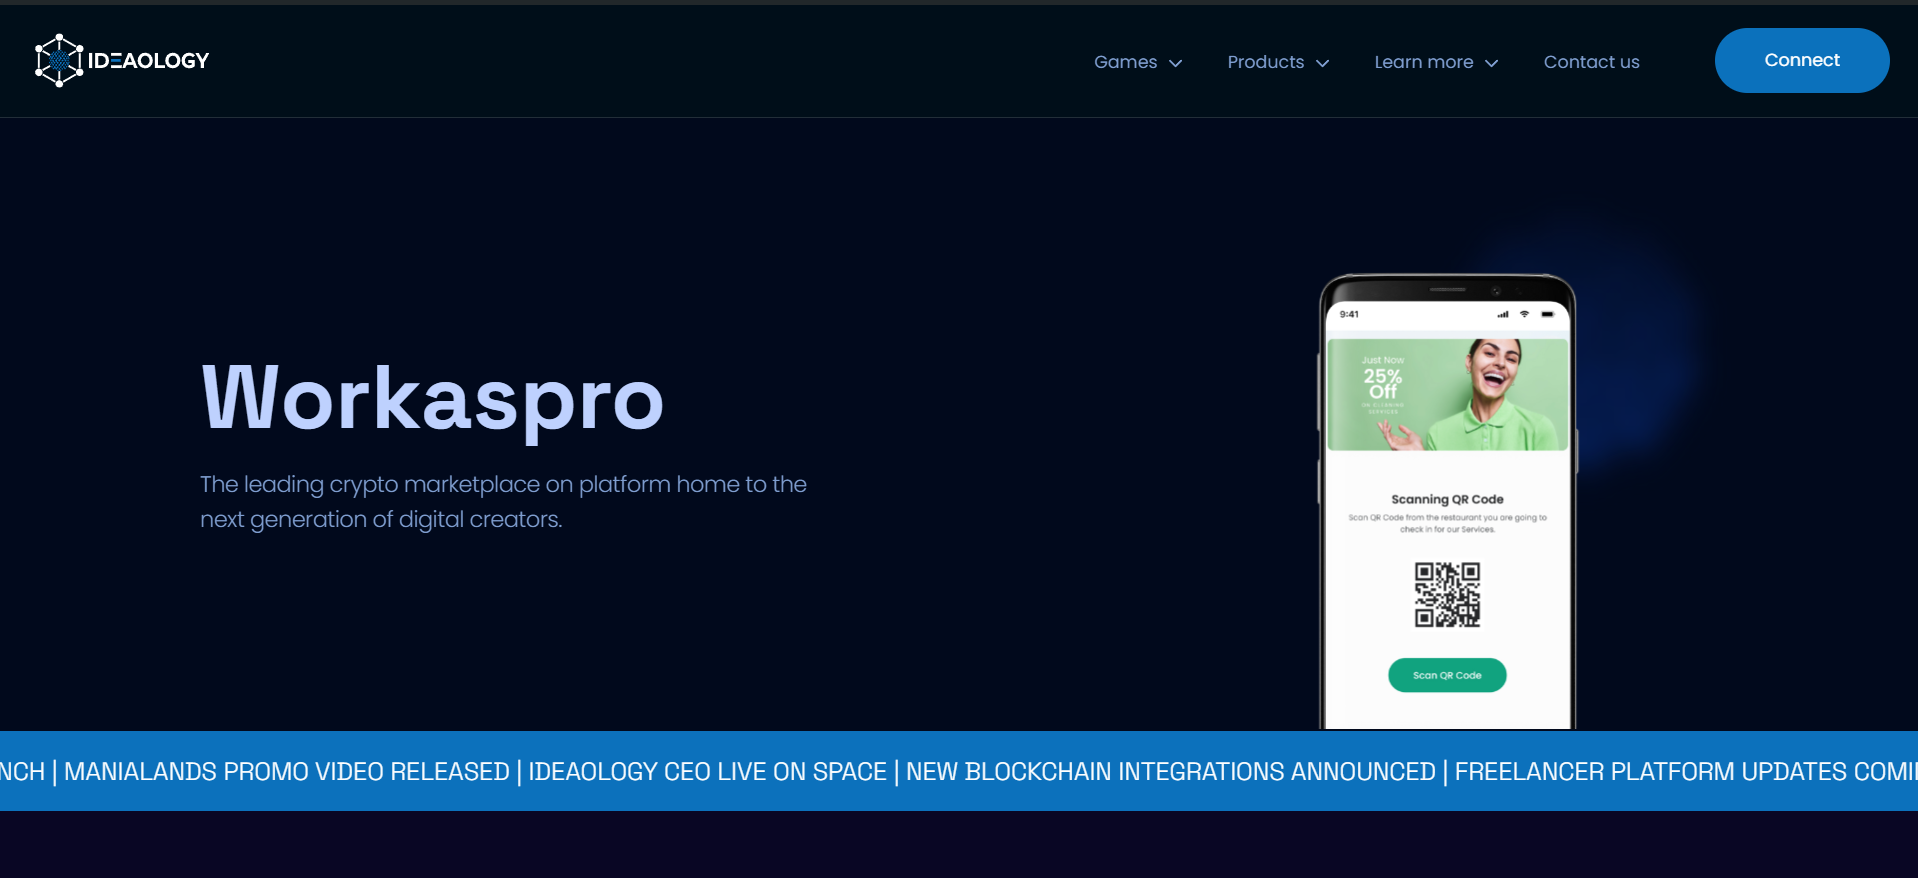 IDEAOLOGY
Games
Products
Learn more
Contact us
Connect
Workaspro
The leading crypto marketplace on platform home to the
next generation of digital creators.
9:41
Just Now
25%
Off
ON CLEANING
SERVICES
Scanning QR Code
Scan QR Code from the restaurant you are going to
check in for our Services.
Scan QR Code
NCH | MANIALANDS PROMO VIDEO RELEASED | IDEAOLOGY CEO LIVE ON SPACE | NEW BLOCKCHAIN INTEGRATIONS ANNOUNCED | FREELANCER PLATFORM UPDATES COMI